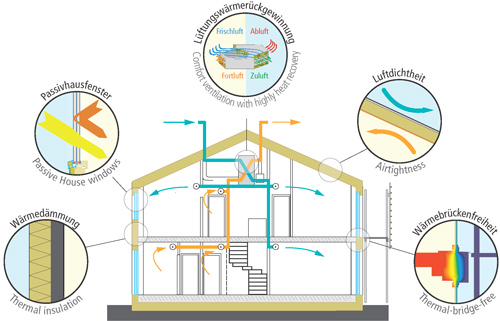 Lüftungswärmerückgewinnung
Frischluft
Abluft
Fortluft
Zuluft
Comfort ventilation with highly heat recovery
Passivhausfenster
Passive House windows
Luftdichtheit
Airtightness
Wärmedämmung
Thermal insulation
Wärmebrückenfreiheit
Thermal-bridge-free